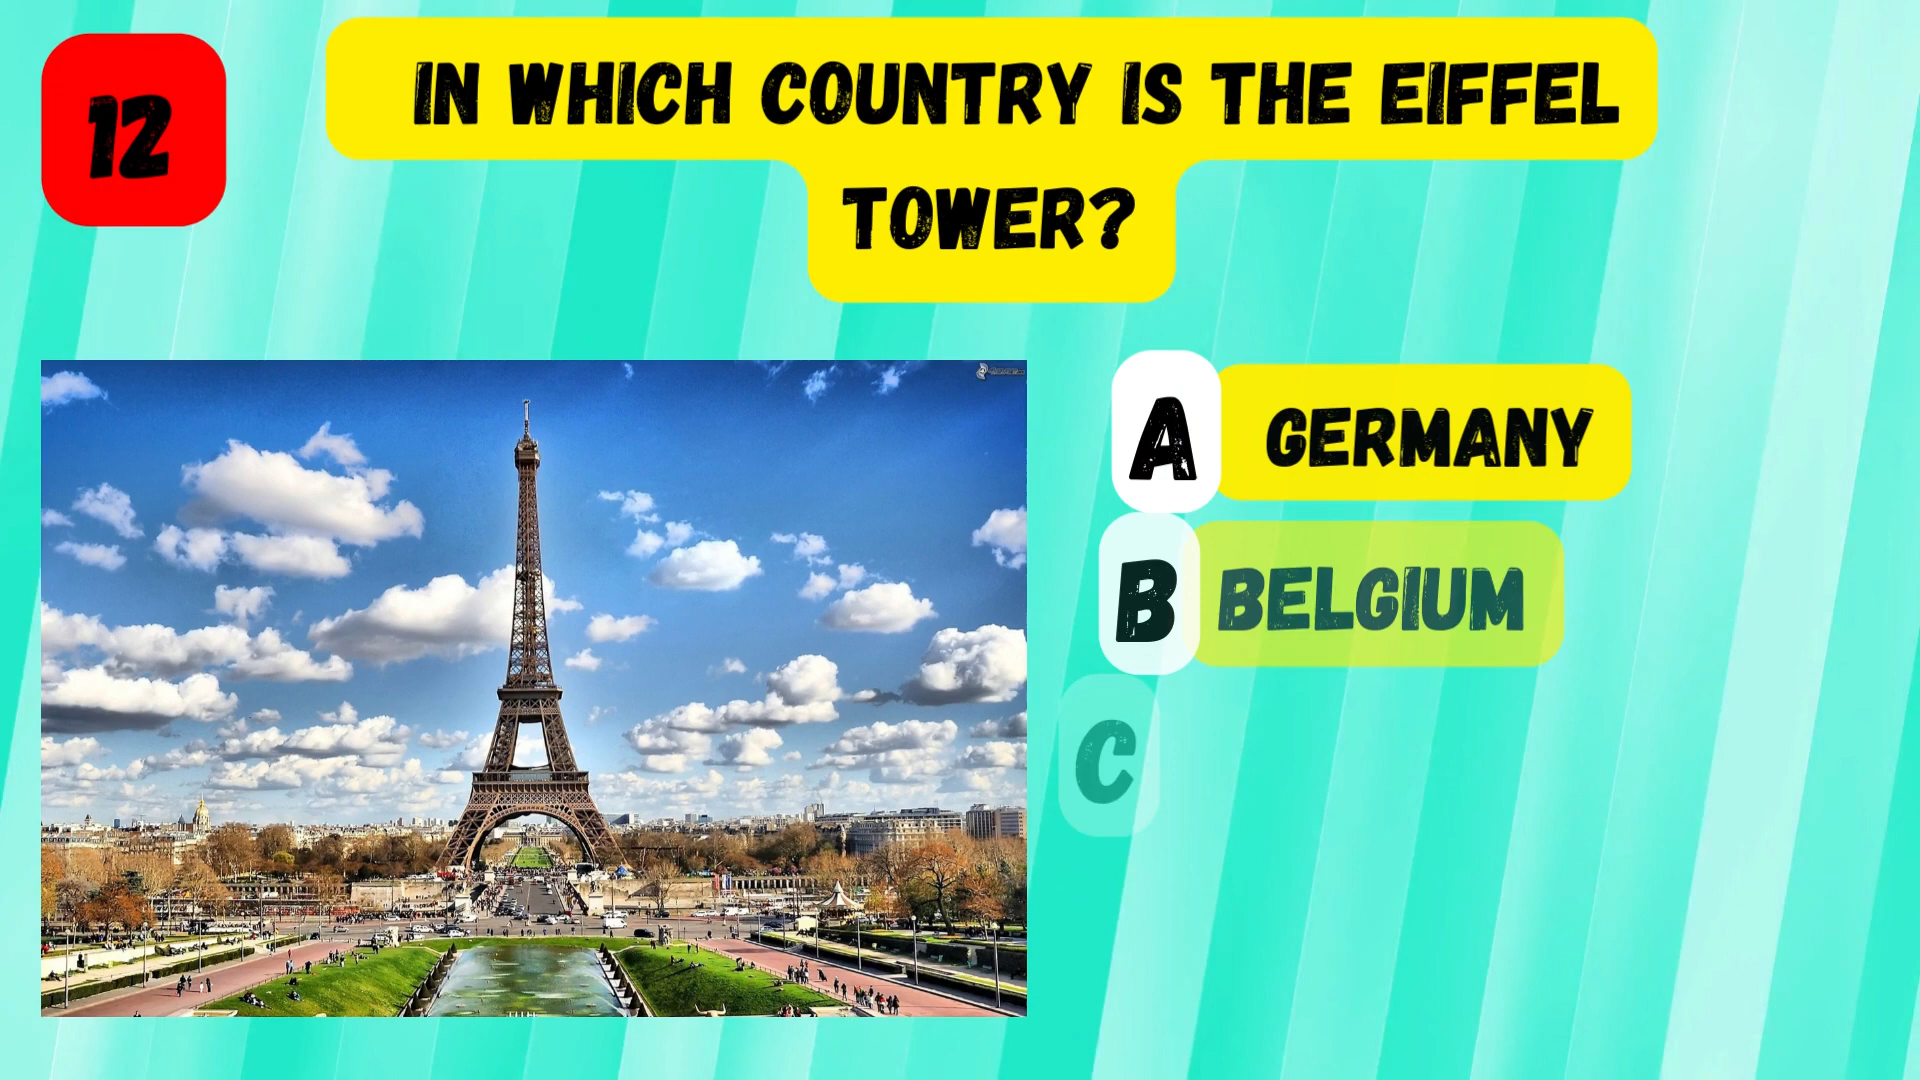 12
IN WHICH COUNTRY IS THE EIFFEL
TOWER?
A GERMANY
B BELGIUM
C